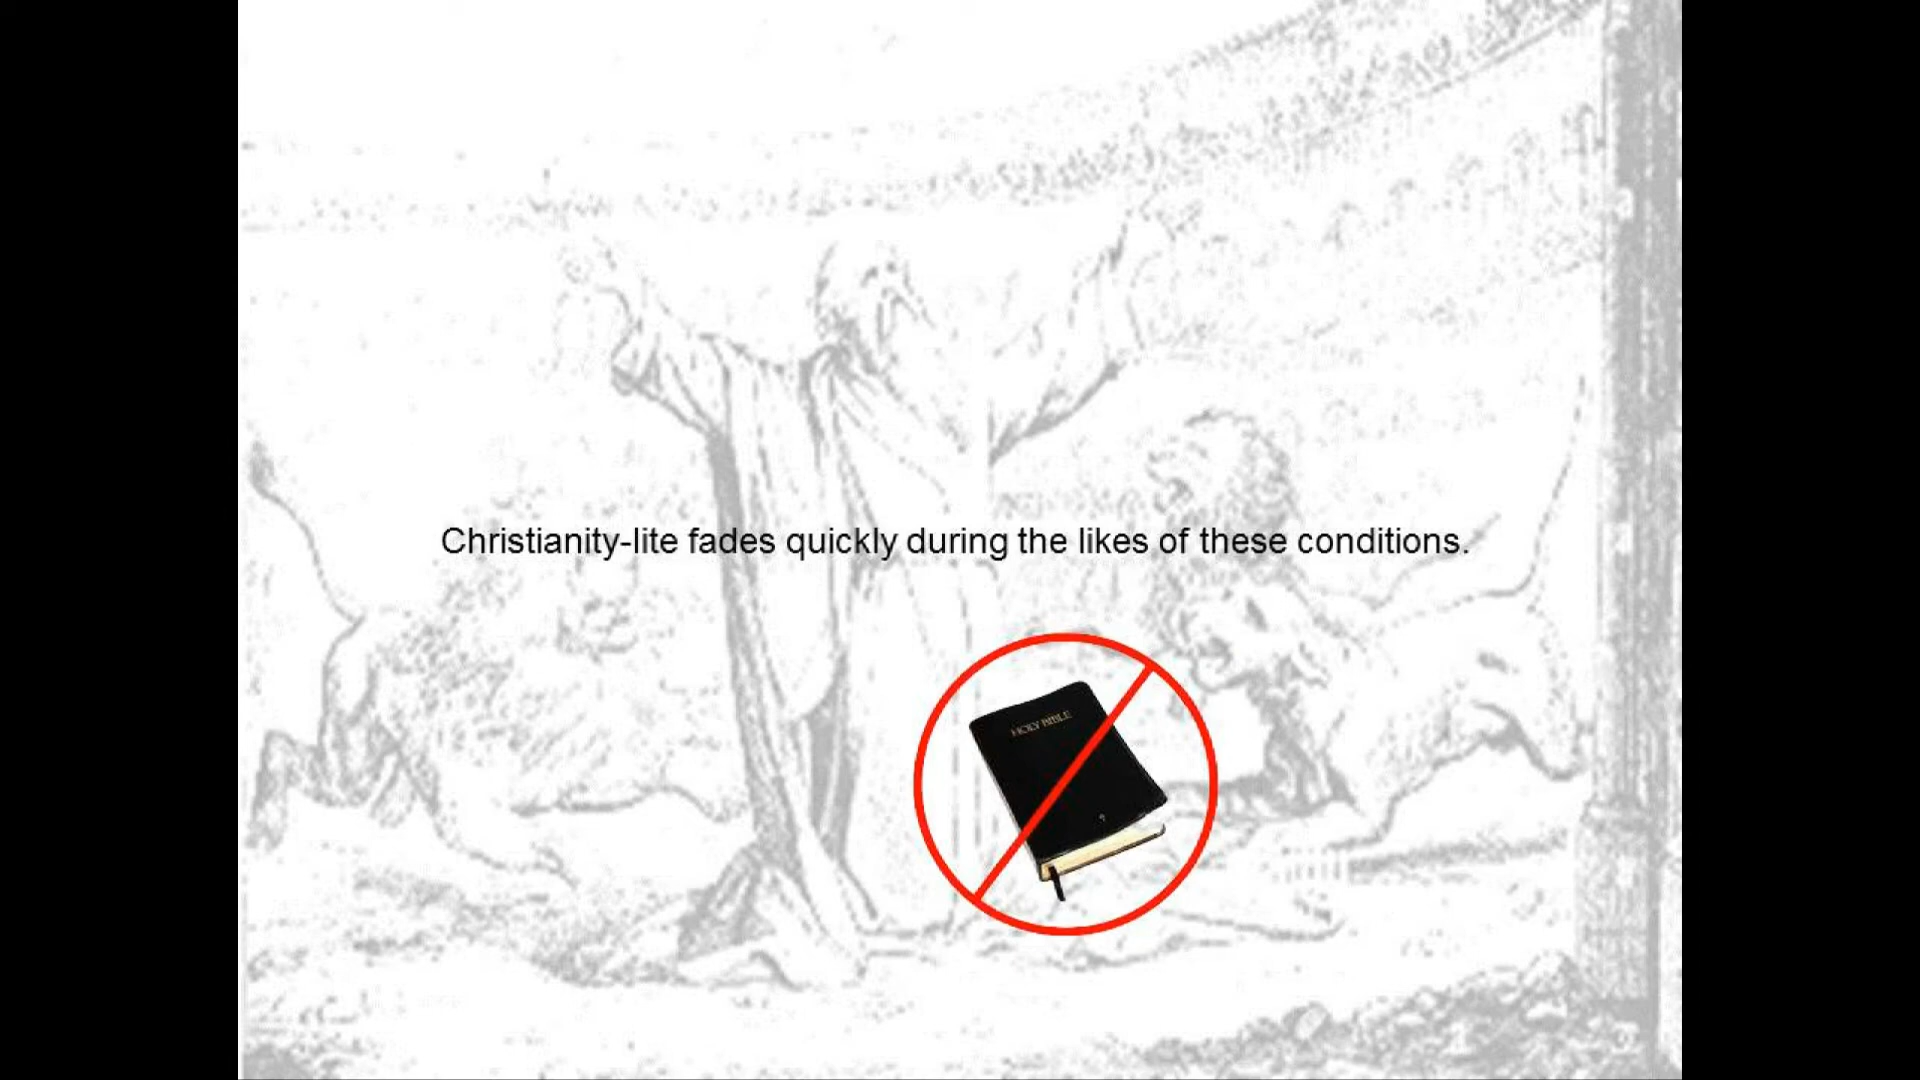 Christianity-lite fades quickly during the likes of these conditions.
HOLY BIBLE